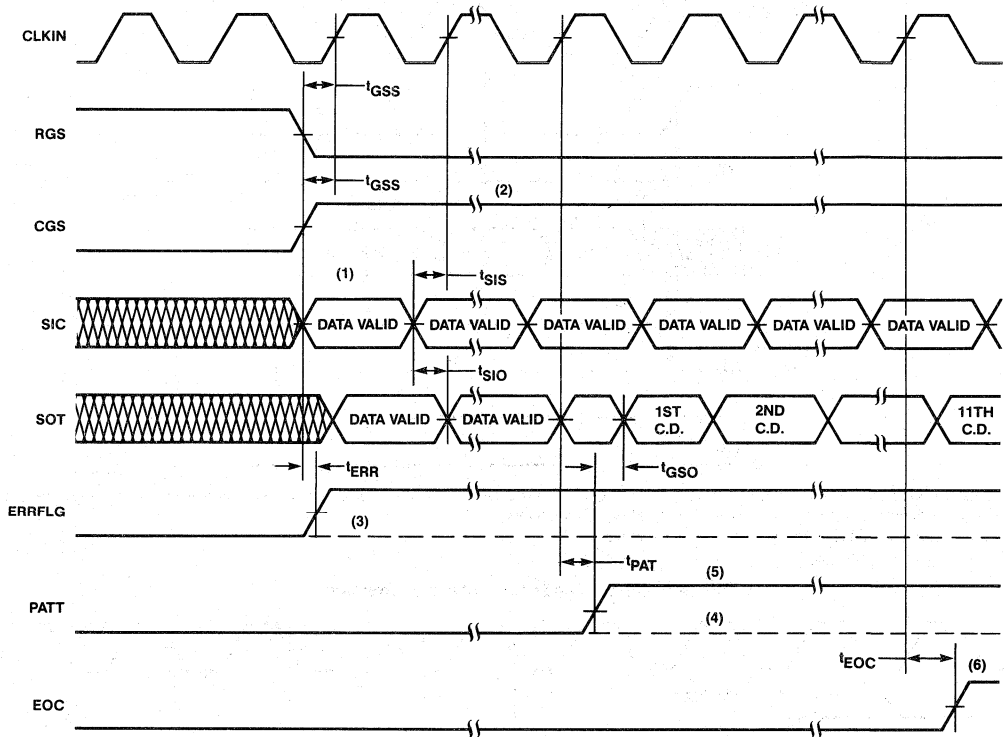 CLKIN
tGSS
RGS
tGSS
(2)
CGS
(1)
tSIS
SIC
DATA VALID
DATA VALID
DATA VALID
DATA VALID
DATA VALID
DATA VALID
tSIO
SOT
DATA VALID
DATA VALID
1ST
C.D.
2ND
C.D.
11TH
C.D.
tERR
tGSO
ERRFLG
(3)
tPAT
(5)
PATT
(4)
tEOC
(6)
EOC